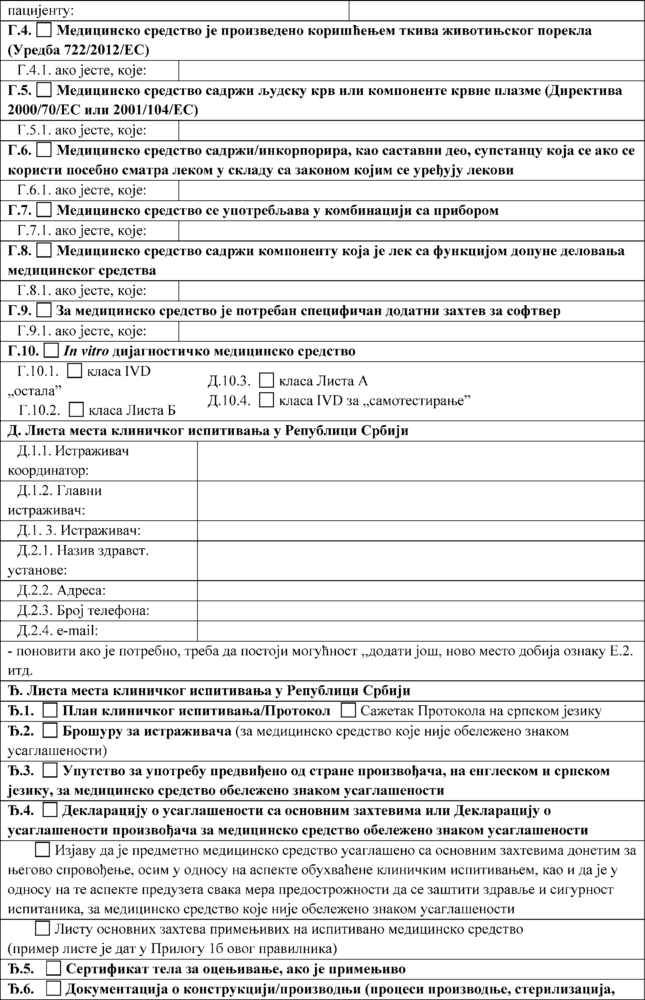 пацијенту:
Г.4. ☐ Медицинско средство је произведено коришћењем ткива животињског порекла
(Уредба 722/2012/EC)
Г.4.1. ако јесте, које:
Г.5. ☐ Медицинско средство садржи људску крв или компоненте крвне плазме (Директива
2000/70/EC или 2001/104/EC)
Г.5.1. ако јесте, које:
Г.6. ☐ Медицинско средство садржи/инкорпорира, као саставни део, супстанцу која се ако се
користи посебно сматра леком у складу са законом којим се уређују лекови
Г.6.1. ако јесте, које:
Г.7. ☐ Медицинско средство се употребљава у комбинацији са прибором
Г.7.1. ако јесте, које:
Г.8. ☐ Медицинско средство садржи компоненту која је лек са функцијом допуне деловања
медицинског средства
Г.8.1. ако јесте, које:
Г.9. ☐ За медицинско средство је потребан специфичан додатни захтев за софтвер
Г.9.1. ако јесте, које:
Г.10. ☐ In vitro дијагностичко медицинско средство
Г.10.1. ☐ класа IVD
„остала”
Г.10.2. ☐ класа Листа Б
Д.10.3. ☐ класа Листа А
Д.10.4. ☐ класа IVD за „самотестирање”
Д. Листа места клиничког испитивања у Републици Србији
Д.1.1. Истраживач
координатор:
Д.1.2. Главни
истраживач:
Д.1. 3. Истраживач:
Д.2.1. Назив здравст.
установе:
Д.2.2. Адреса:
Д.2.3. Број телефона:
Д.2.4. e-mail:
- поновити ако је потребно, треба да постоји могућност „додати још, ново место добија ознаку Е.2.
итд.
Ђ. Листа места клиничког испитивања у Републици Србији
Ђ.1. ☐ План клиничког испитивања/Протокол ☐ Сажетак Протокола на српском језику
Ђ.2. ☐ Брошуру за истраживача (за медицинско средство које није обележено знаком
усаглашености)
Ђ.3. ☐ Упутство за употребу предвиђено од стране произвођача, на енглеском и српском
језику, за медицинско средство обележено знаком усаглашености
Ђ.4. ☐ Декларацију о усаглашености са основним захтевима или Декларацију о
усаглашености произвођача за медицинско средство обележено знаком усаглашености
☐ Изјаву да је предметно медицинско средство усаглашено са основним захтевима донетим за
његово спровођење, осим у односу на аспекте обухваћене клиничким испитивањем, као и да је у
односу на те аспекте предузета свака мера предострожности да се заштити здравље и сигурност
испитаника, за медицинско средство које није обележено знаком усаглашености
☐ Листу основних захтева примењивих на испитивано медицинско средство
(пример листе је дат у Прилогу 1б овог правилника)
Ђ.5. ☐ Сертификат тела за оцењивање, ако је примењиво
Ђ.6. ☐ Документација о конструкцији/производњи (процеси производње, стерилизација,